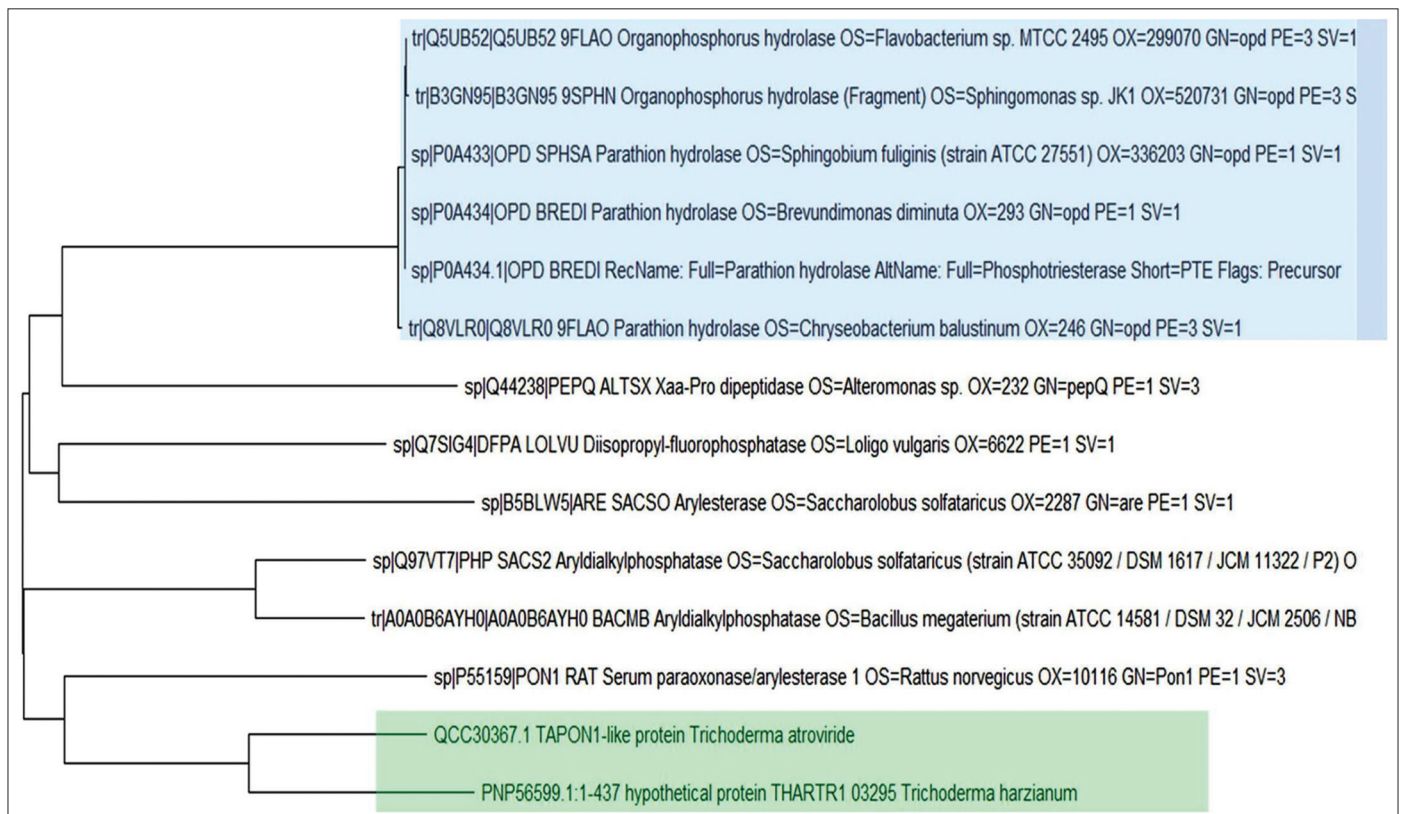 tr|Q5UB52|Q5UB52 9FLAO Organophosphorus hydrolase OS=Flavobacterium sp. MTCC 2495 OX=299070 GN=opd PE=3 SV=1
tr|B3GN95|B3GN95 9SPHN Organophosphorus hydrolase (Fragment) OS=Sphingomonas sp. JK1 OX=520731 GN=opd PE=3 S
sp|P0A433|OPD SPHSA Parathion hydrolase OS=Sphingobium fuliginis (strain ATCC 27551) OX=336203 GN=opd PE=1 SV=1
sp|P0A434|OPD BREDI Parathion hydrolase OS=Brevundimonas diminuta OX=293 GN=opd PE=1 SV=1
sp|P0A434.1|OPD BREDI RecName: Full=Parathion hydrolase AltName: Full=Phosphotriesterase Short=PTE Flags: Precursor
tr|Q8VLR0|Q8VLR0 9FLAO Parathion hydrolase OS=Chryseobacterium balustinum OX=246 GN=opd PE=3 SV=1
sp|Q44238|PEPQ ALTSX Xaa-Pro dipeptidase OS=Alteromonas sp. OX=232 GN=pepQ PE=1 SV=3
sp|Q7SIG4|DFPA LOLVU Diisopropyl-fluorophosphatase OS=Loligo vulgaris OX=6622 PE=1 SV=1
sp|B5BLW5|ARE SACSO Arylesterase OS=Saccharolobus solfataricus OX=2287 GN=are PE=1 SV=1
sp|Q97VT7|PHP SACS2 Aryldialkylphosphatase OS=Saccharolobus solfataricus (strain ATCC 35092 / DSM 1617 / JCM 11322 / P2) O
tr|A0A0B6AYH0|A0A0B6AYH0 BACMB Aryldialkylphosphatase OS=Bacillus megaterium (strain ATCC 14581 / DSM 32 / JCM 2506 / NB
sp|P55159|PON1 RAT Serum paraoxonase/arylesterase 1 OS=Rattus norvegicus OX=10116 GN=Pon1 PE=1 SV=3
QCC30367.1 TAPON1-like protein Trichoderma atroviride
PNP56599.1:1-437 hypothetical protein THARTR1 03295 Trichoderma harzianum